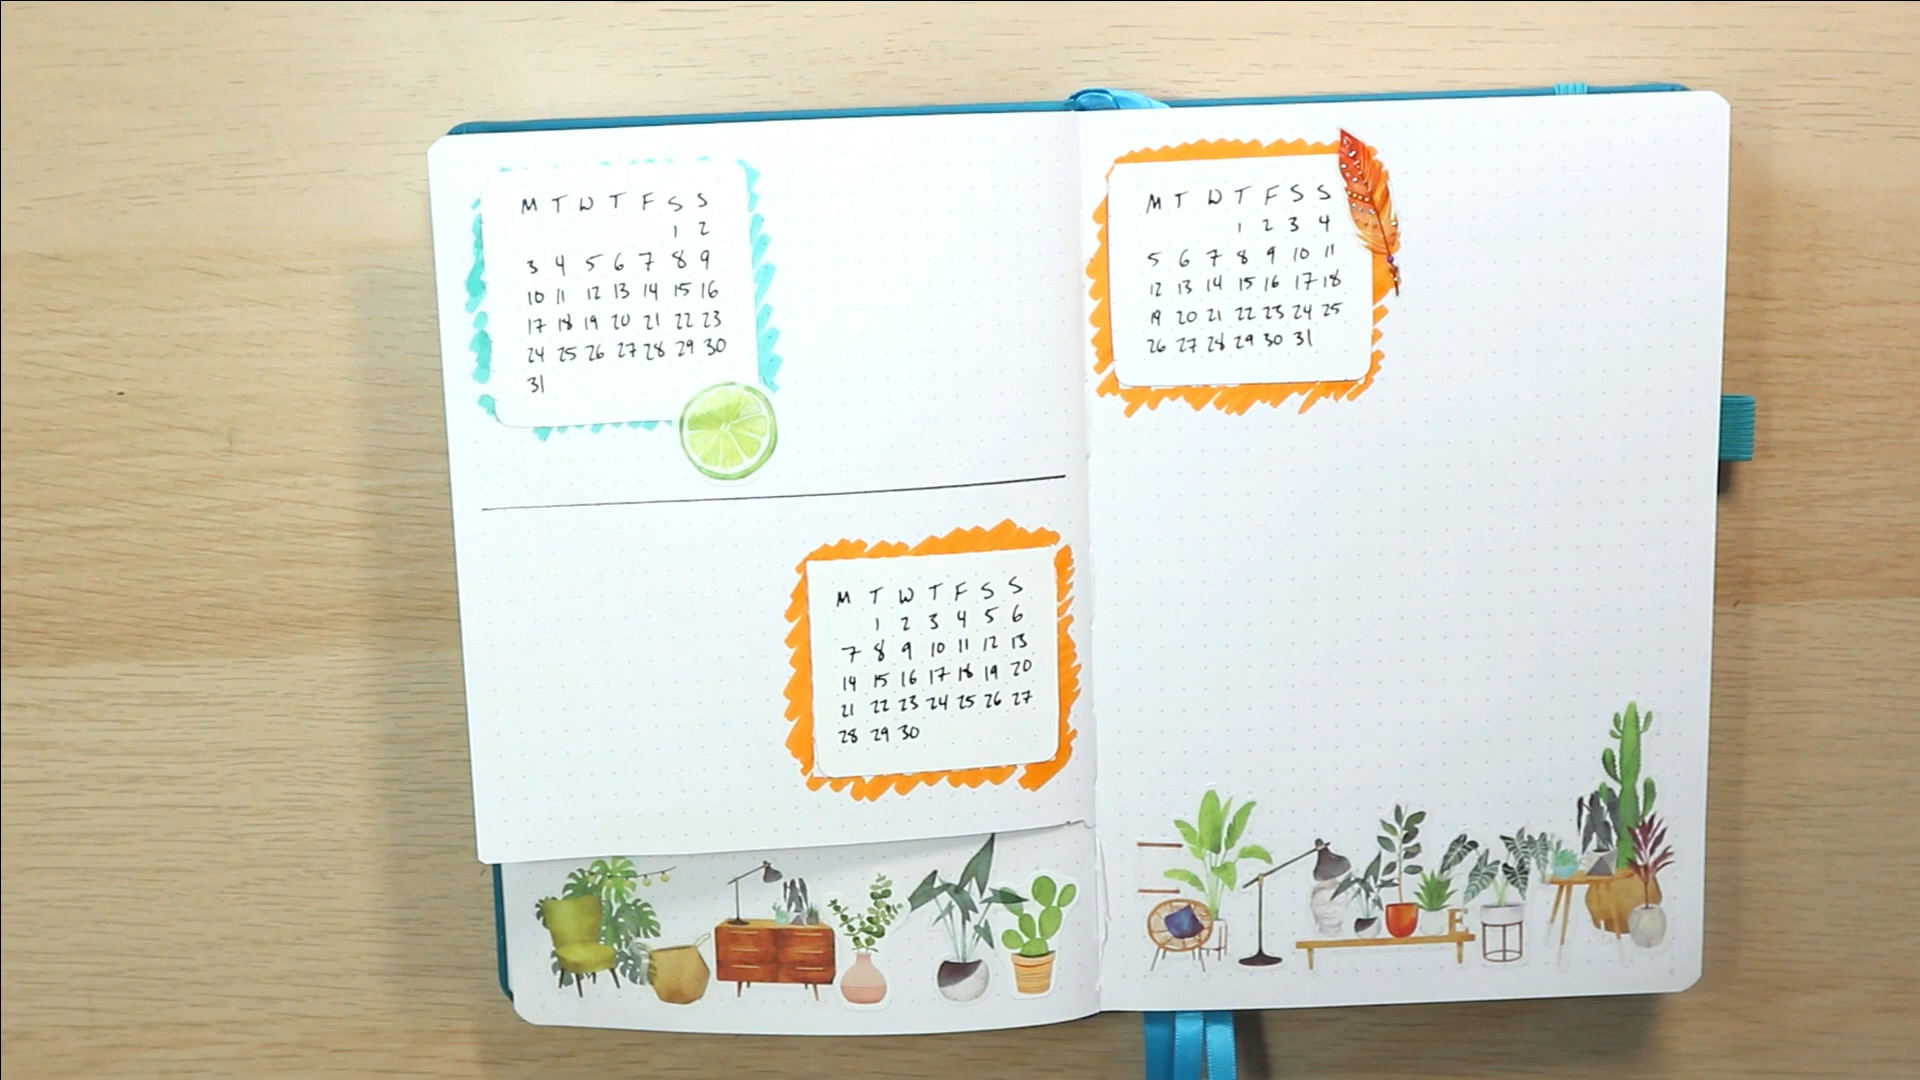 M T W T F S S
1 2
3 4 5 6 7 8 9
10 11 12 13 14 15 16
17 18 19 20 21 22 23
24 25 26 27 28 29 30
31
M T W T F S S
1 2 3 4 5 6
7 8 9 10 11 12 13
14 15 16 17 18 19 20
21 22 23 24 25 26 27
28 29 30
M T W T F S S
1 2 3 4
5 6 7 8 9 10 11
12 13 14 15 16 17 18
19 20 21 22 23 24 25
26 27 28 29 30 31
E